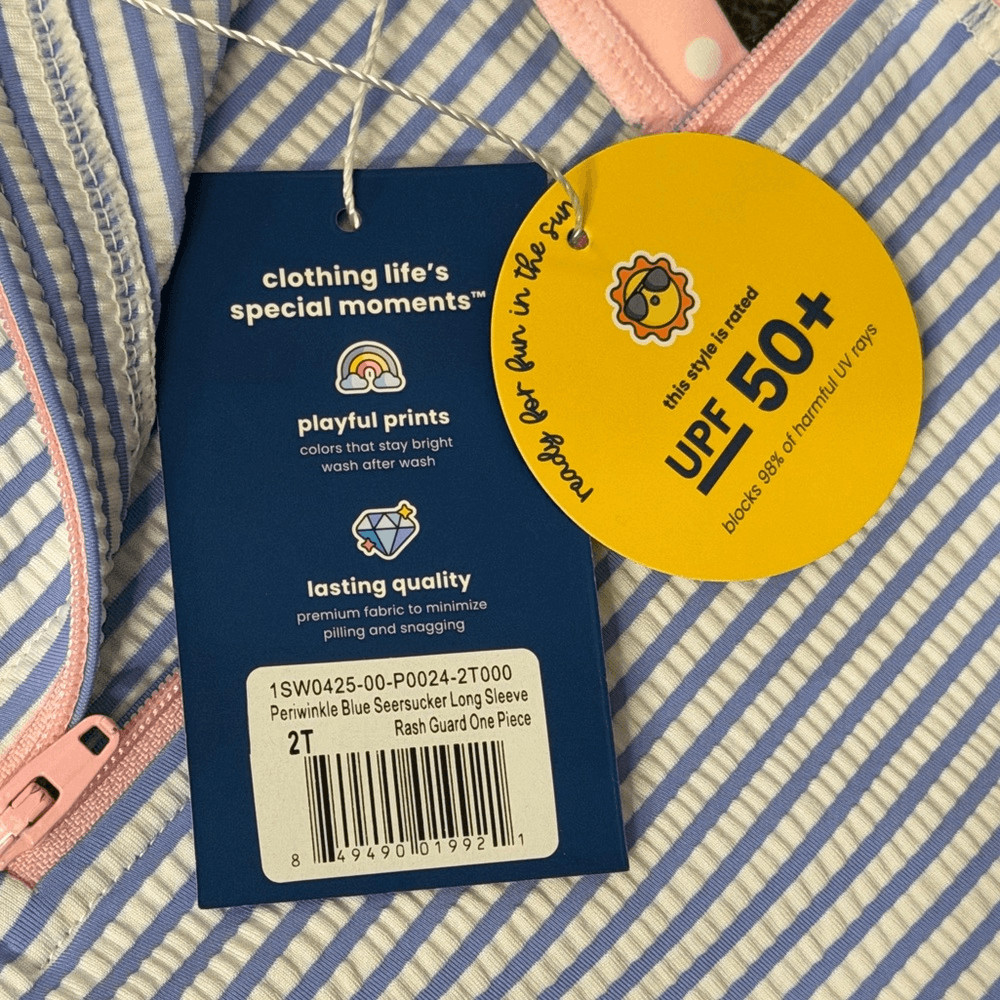 clothing life's
special moments™
playful prints
colors that stay bright
wash after wash
lasting quality
premium fabric to minimize
pilling and snagging
1SW0425-00-P0024-2T000
Periwinkle Blue Seersucker Long Sleeve
Rash Guard One Piece
2T
8 49490 01992 1
ready for fun in the sun
this style is rated
UPF 50+
blocks 98% of harmful UV rays